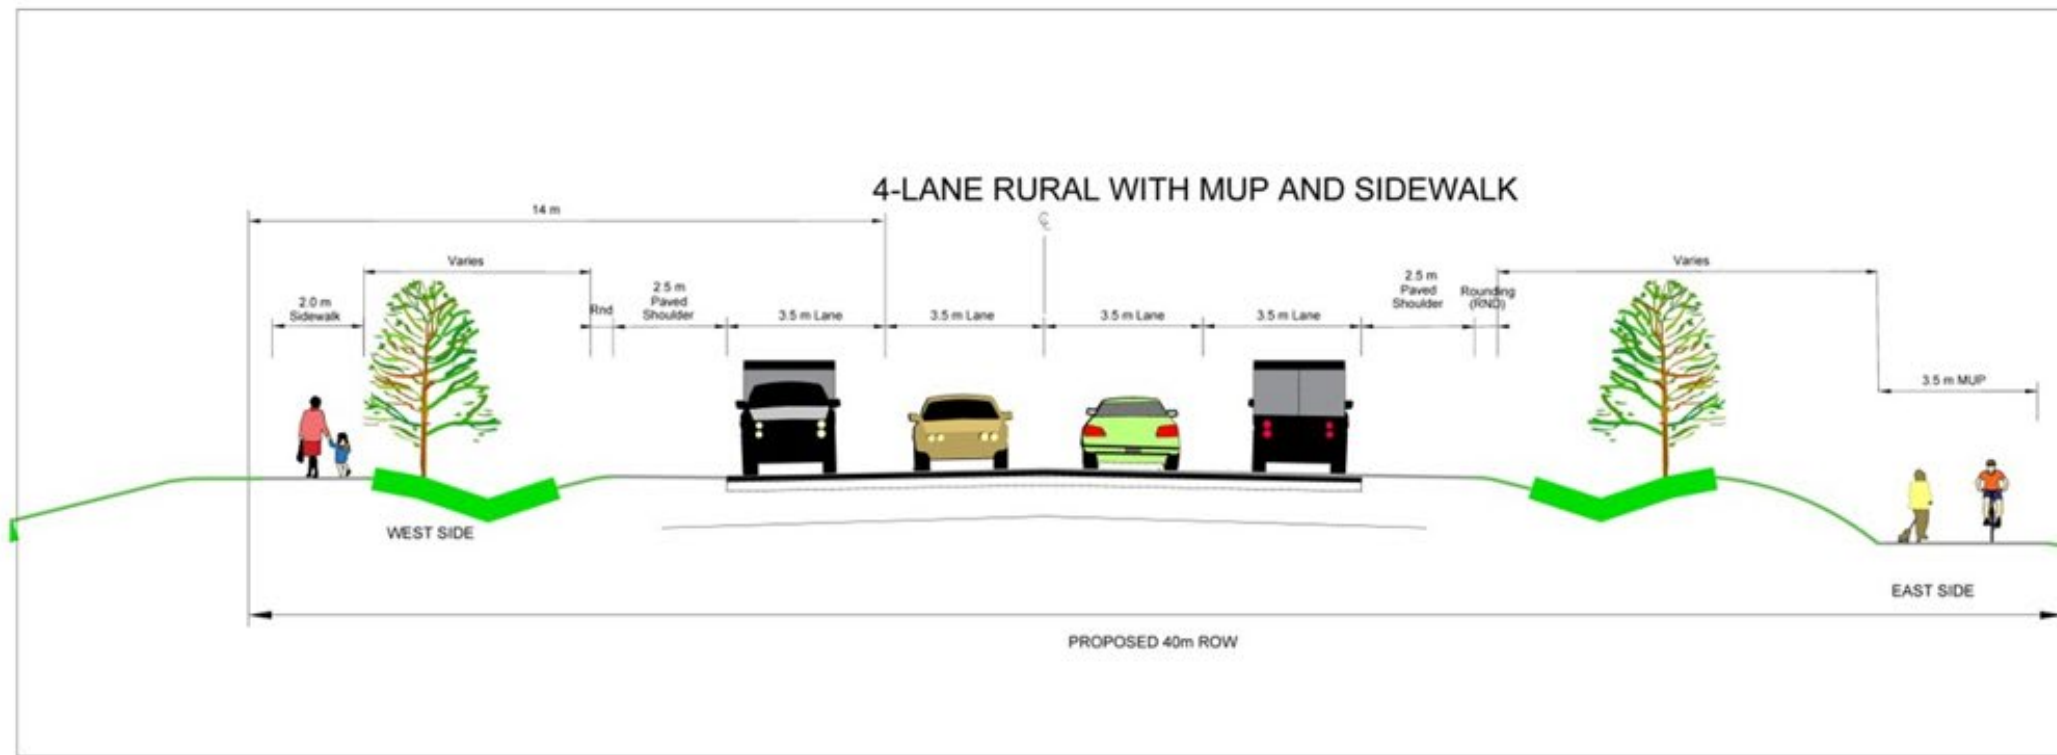 4-LANE RURAL WITH MUP AND SIDEWALK
14 m
℄
Varies
Varies
2.0 m
Sidewalk
Rnd
2.5 m
Paved
Shoulder
3.5 m Lane
3.5 m Lane
3.5 m Lane
3.5 m Lane
2.5 m
Paved
Shoulder
Rounding
(RND)
3.5 m MUP
WEST SIDE
EAST SIDE
PROPOSED 40m ROW